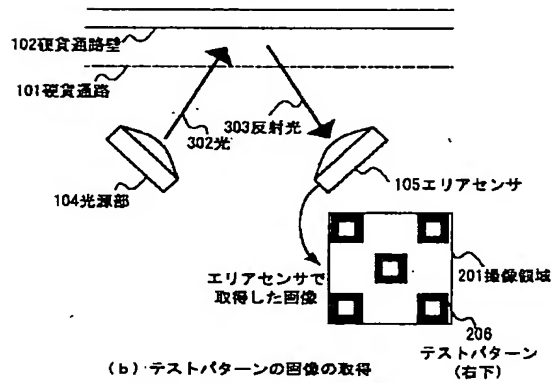 102硬貨通路壁
101硬貨通路
302光
303反射光
104光源部
105エリアセンサ
エリアセンサで
取得した画像
201撮像領域
206
テストパターン
(右下)
(b)・テストパターンの画像の取得